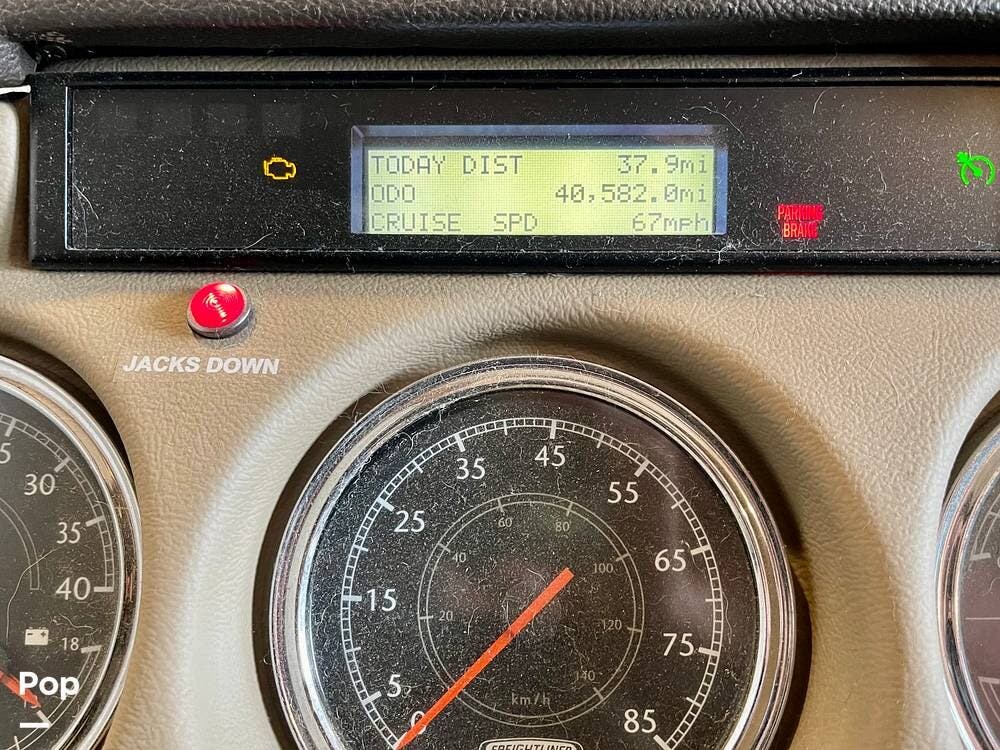 TODAY DIST 37.9mi
ODO 40,582.0mi
CRUISE SPD 67mph
PARKING
BRAKE
JACKS DOWN
30
35
40
18
5
15
25
35
45
55
65
75
85
20
40
60
80
100
120
140
km/h
FREIGHTLINER
Pop